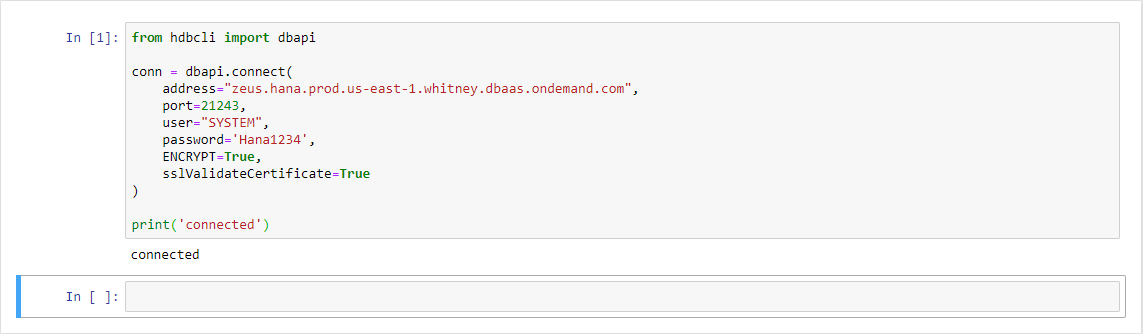 In [1]: from hdbcli import dbapi

conn = dbapi.connect(
    address="zeus.hana.prod.us-east-1.whitney.dbaas.ondemand.com",
    port=21243,
    user="SYSTEM",
    password='Hana1234',
    ENCRYPT=True,
    sslValidateCertificate=True
)

print('connected')
connected
In [ ]: